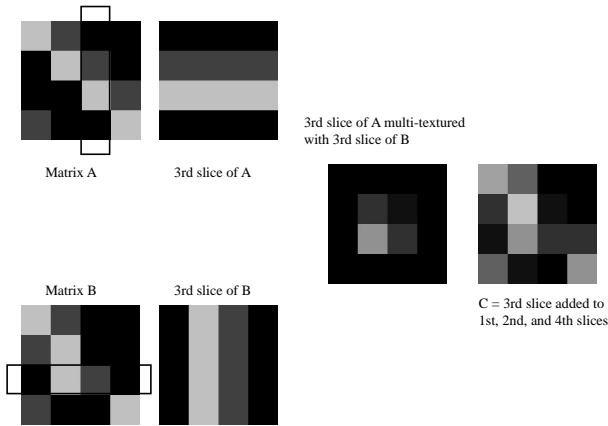 Matrix A
3rd slice of A
3rd slice of A multi-textured
with 3rd slice of B
Matrix B
3rd slice of B
C = 3rd slice added to
1st, 2nd, and 4th slices